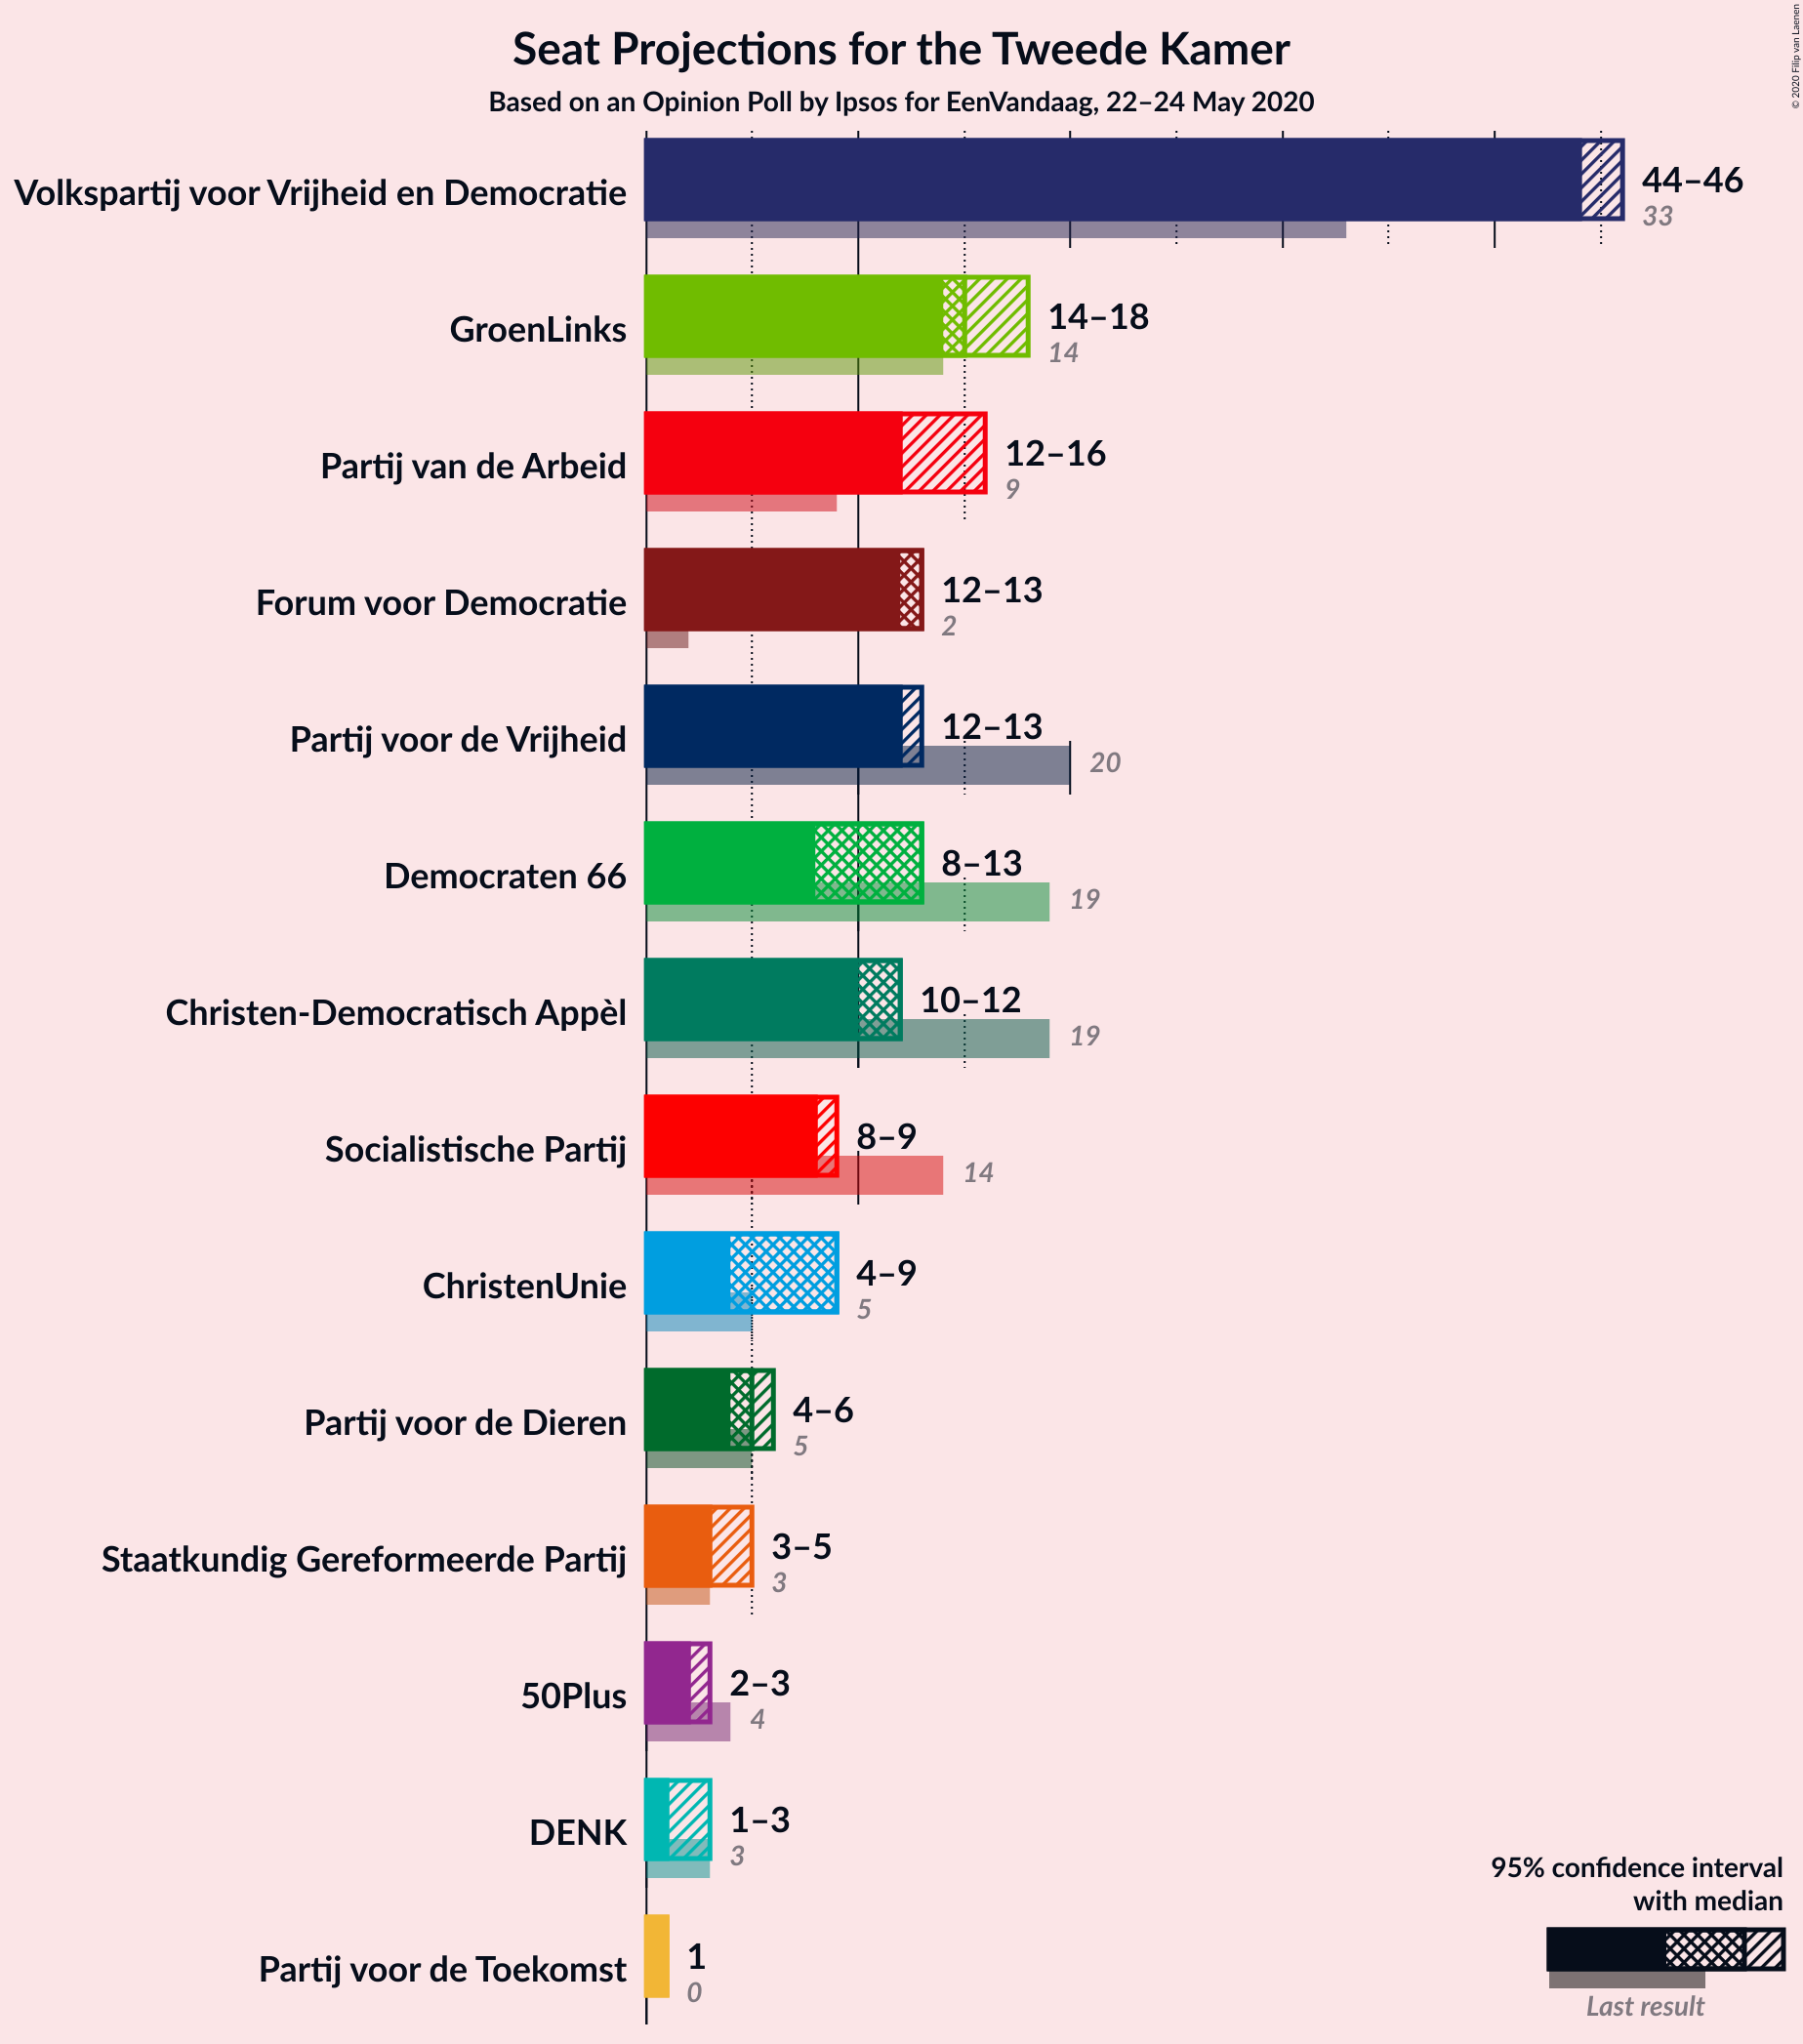 Seat Projections for the Tweede Kamer
Based on an Opinion Poll by Ipsos for EenVandaag, 22–24 May 2020
© 2020 Filip van Laenen
Volkspartij voor Vrijheid en Democratie
44–46
33
GroenLinks
14–18
14
Partij van de Arbeid
12–16
9
Forum voor Democratie
12–13
2
Partij voor de Vrijheid
12–13
20
Democraten 66
8–13
19
Christen-Democratisch Appèl
10–12
19
Socialistische Partij
8–9
14
ChristenUnie
4–9
5
Partij voor de Dieren
4–6
5
Staatkundig Gereformeerde Partij
3–5
3
50Plus
2–3
4
DENK
1–3
3
Partij voor de Toekomst
1
0
95% confidence interval
with median
Last result